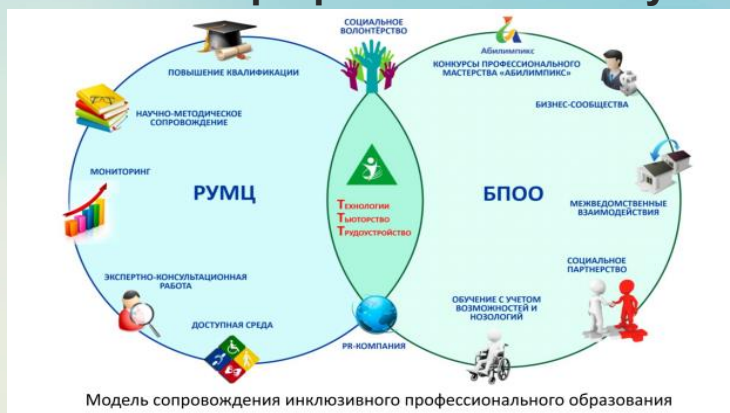 СОЦИАЛЬНОЕ
ВОЛОНТЁРСТВО
Абилимпикс
КОНКУРСЫ ПРОФЕССИОНАЛЬНОГО
МАСТЕРСТВА «АБИЛИМПИКС»
ПОВЫШЕНИЕ КВАЛИФИКАЦИИ
БИЗНЕС-СООБЩЕСТВА
НАУЧНО-МЕТОДИЧЕСКОЕ
СОПРОВОЖДЕНИЕ
МОНИТОРИНГ
РУМЦ
Технологии
Тьюторство
Трудоустройство
БПОО
МЕЖВЕДОМСТВЕННЫЕ
ВЗАИМОДЕЙСТВИЯ
ЭКСПЕРТНО-КОНСУЛЬТАЦИОННАЯ
РАБОТА
СОЦИАЛЬНОЕ
ПАРТНЕРСТВО
ОБУЧЕНИЕ С УЧЕТОМ
ВОЗМОЖНОСТЕЙ И
НОЗОЛОГИЙ
ДОСТУПНАЯ СРЕДА
PR-КОМПАНИЯ
Модель сопровождения инклюзивного профессионального образования